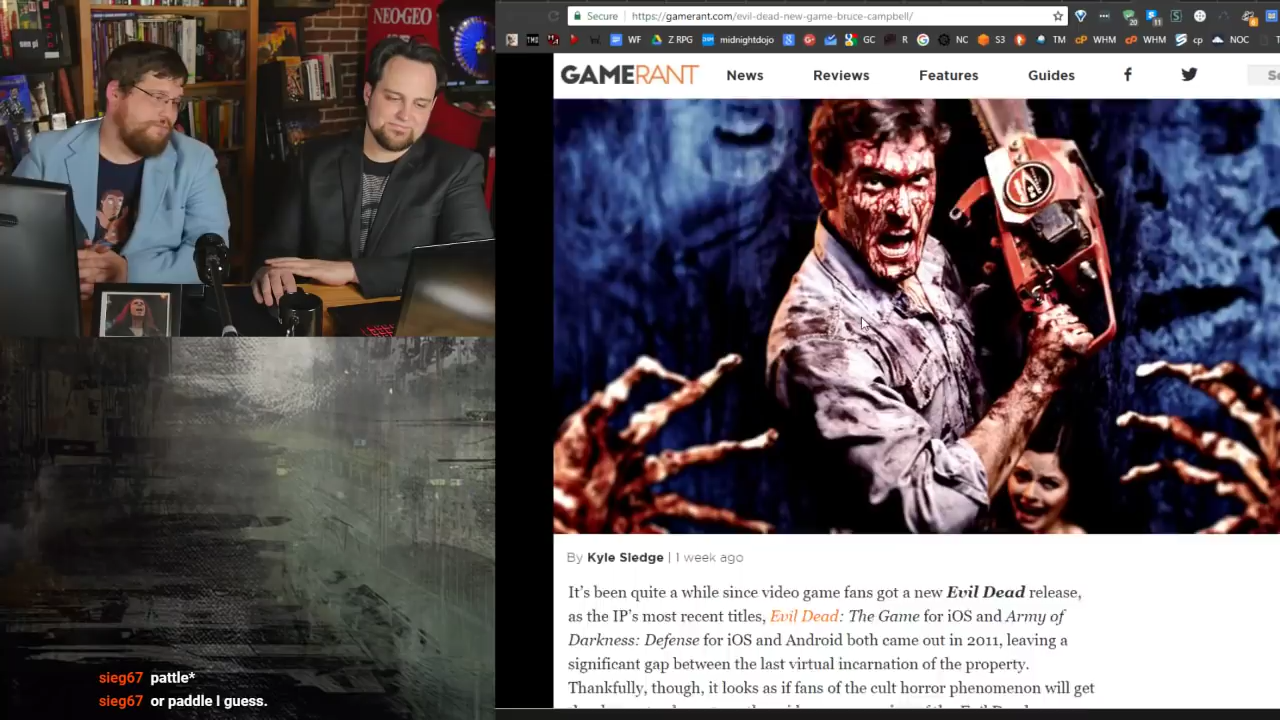 NEO·GEO
Secure
https://gamerant.com/evil-dead-new-game-bruce-campbell/
TMD
WF
Z RPG
midnightdojo
GC
R
NC
S3
TM
cP WHM
cP WHM
cp
NOC
GAMERANT
News
Reviews
Features
Guides
By Kyle Sledge | 1 week ago
It's been quite a while since video game fans got a new Evil Dead release,
as the IP's most recent titles, Evil Dead: The Game for iOS and Army of
Darkness: Defense for iOS and Android both came out in 2011, leaving a
significant gap between the last virtual incarnation of the property.
Thankfully, though, it looks as if fans of the cult horror phenomenon will get
sieg67 pattle*
sieg67 or paddle I guess.